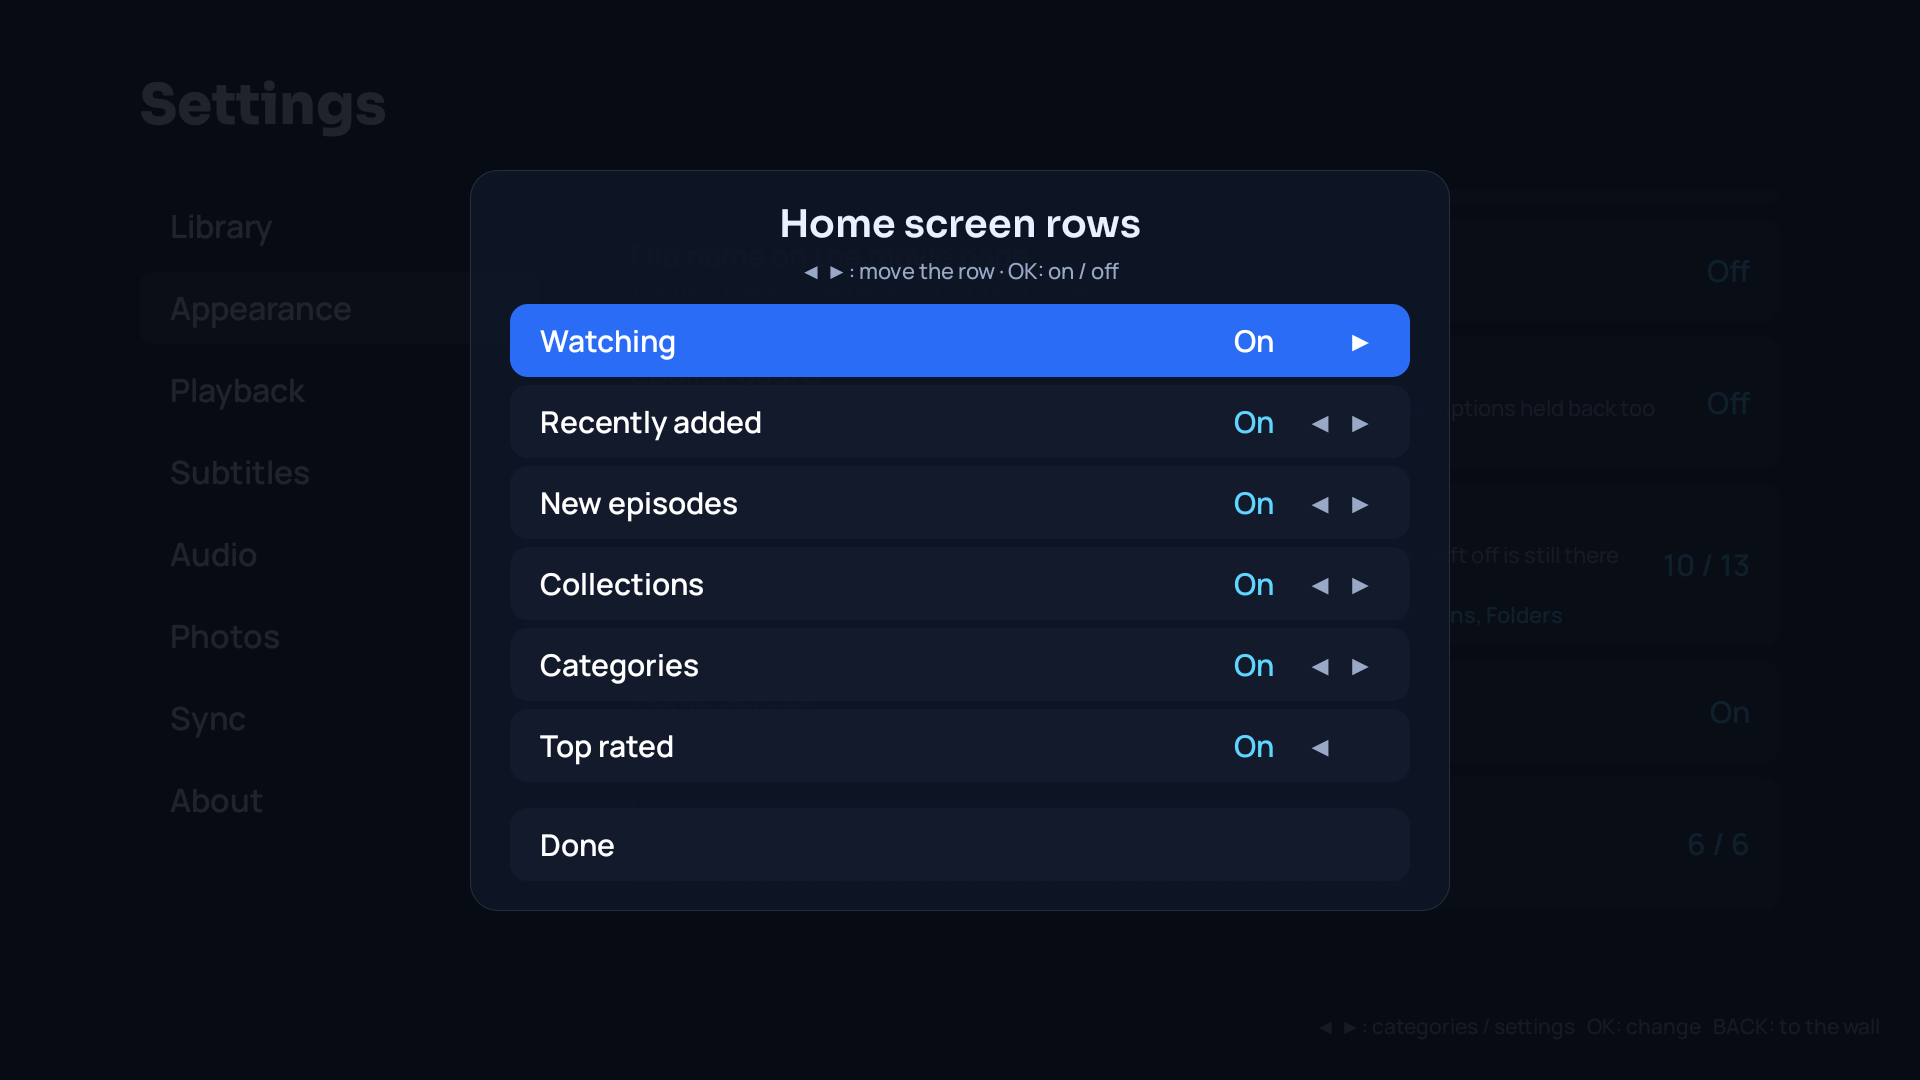 Settings
Library
Appearance
Playback
Subtitles
Audio
Photos
Sync
About
Home screen rows
◀ ▶ : move the row · OK: on / off
Watching On ▶
Recently added On ◀ ▶
New episodes On ◀ ▶
Collections On ◀ ▶
Categories On ◀ ▶
Top rated On ◀
Done
Off
ptions held back too Off
ft off is still there 10 / 13
ns, Folders
On
6 / 6
◀ ▶ : categories / settings OK: change BACK: to the wall